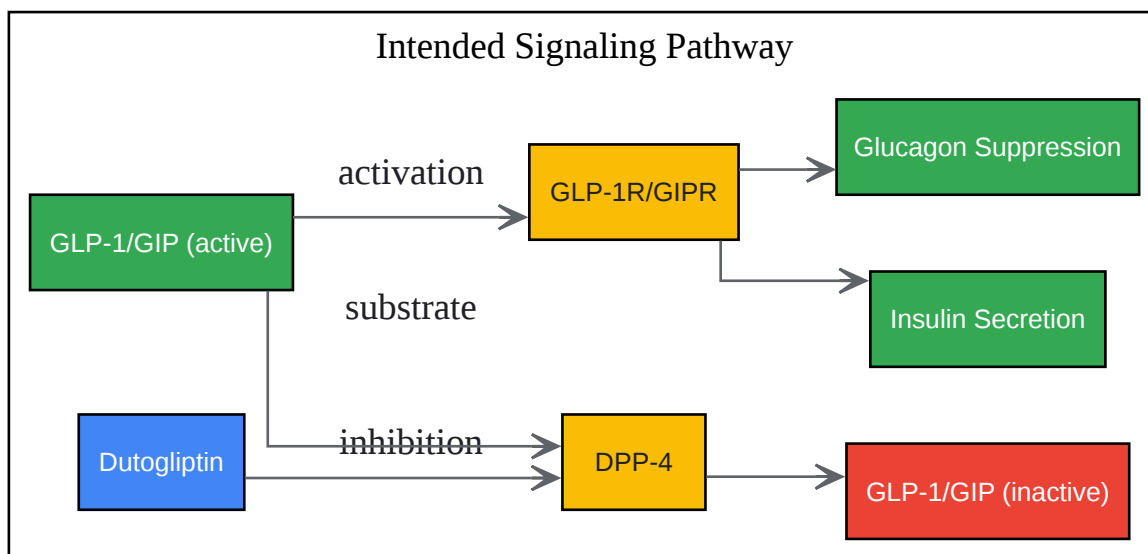 Intended Signaling Pathway
Glucagon Suppression
activation
GLP-1R/GIPR
GLP-1/GIP (active)
substrate
Insulin Secretion
inhibition
Dutogliptin
DPP-4
GLP-1/GIP (inactive)